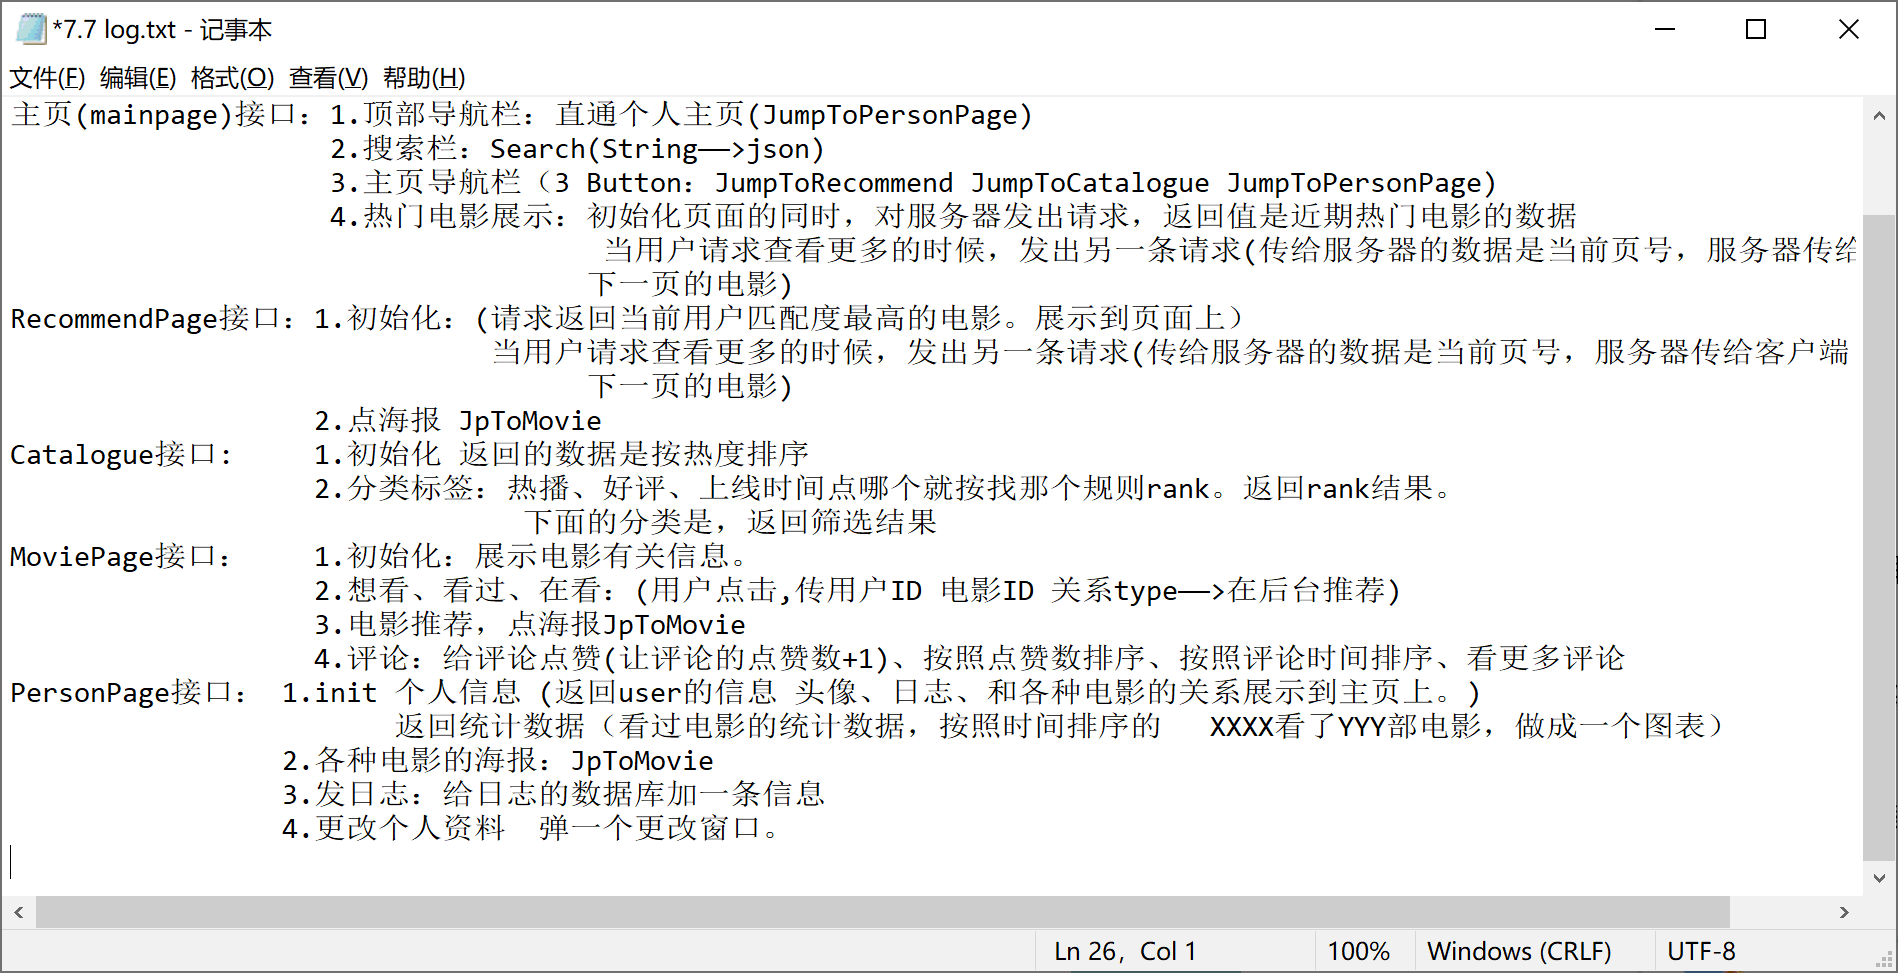 *7.7 log.txt - 记事本
文件(F) 编辑(E) 格式(O) 查看(V) 帮助(H)
主页(mainpage)接口：1.顶部导航栏：直通个人主页(JumpToPersonPage)
2.搜索栏：Search(String——>json)
3.主页导航栏（3 Button：JumpToRecommend JumpToCatalogue JumpToPersonPage)
4.热门电影展示：初始化页面的同时，对服务器发出请求，返回值是近期热门电影的数据
当用户请求查看更多的时候，发出另一条请求(传给服务器的数据是当前页号，服务器传给
下一页的电影)
RecommendPage接口：1.初始化：(请求返回当前用户匹配度最高的电影。展示到页面上）
当用户请求查看更多的时候，发出另一条请求(传给服务器的数据是当前页号，服务器传给客户端
下一页的电影)
2.点海报 JpToMovie
Catalogue接口： 1.初始化 返回的数据是按热度排序
2.分类标签：热播、好评、上线时间点哪个就按找那个规则rank。返回rank结果。
下面的分类是，返回筛选结果
MoviePage接口： 1.初始化：展示电影有关信息。
2.想看、看过、在看：(用户点击,传用户ID 电影ID 关系type——>在后台推荐)
3.电影推荐，点海报JpToMovie
4.评论：给评论点赞(让评论的点赞数+1)、按照点赞数排序、按照评论时间排序、看更多评论
PersonPage接口： 1.init 个人信息 (返回user的信息 头像、日志、和各种电影的关系展示到主页上。)
返回统计数据（看过电影的统计数据，按照时间排序的 XXXX看了YYY部电影，做成一个图表）
2.各种电影的海报：JpToMovie
3.发日志：给日志的数据库加一条信息
4.更改个人资料 弹一个更改窗口。
Ln 26，Col 1 100% Windows (CRLF) UTF-8